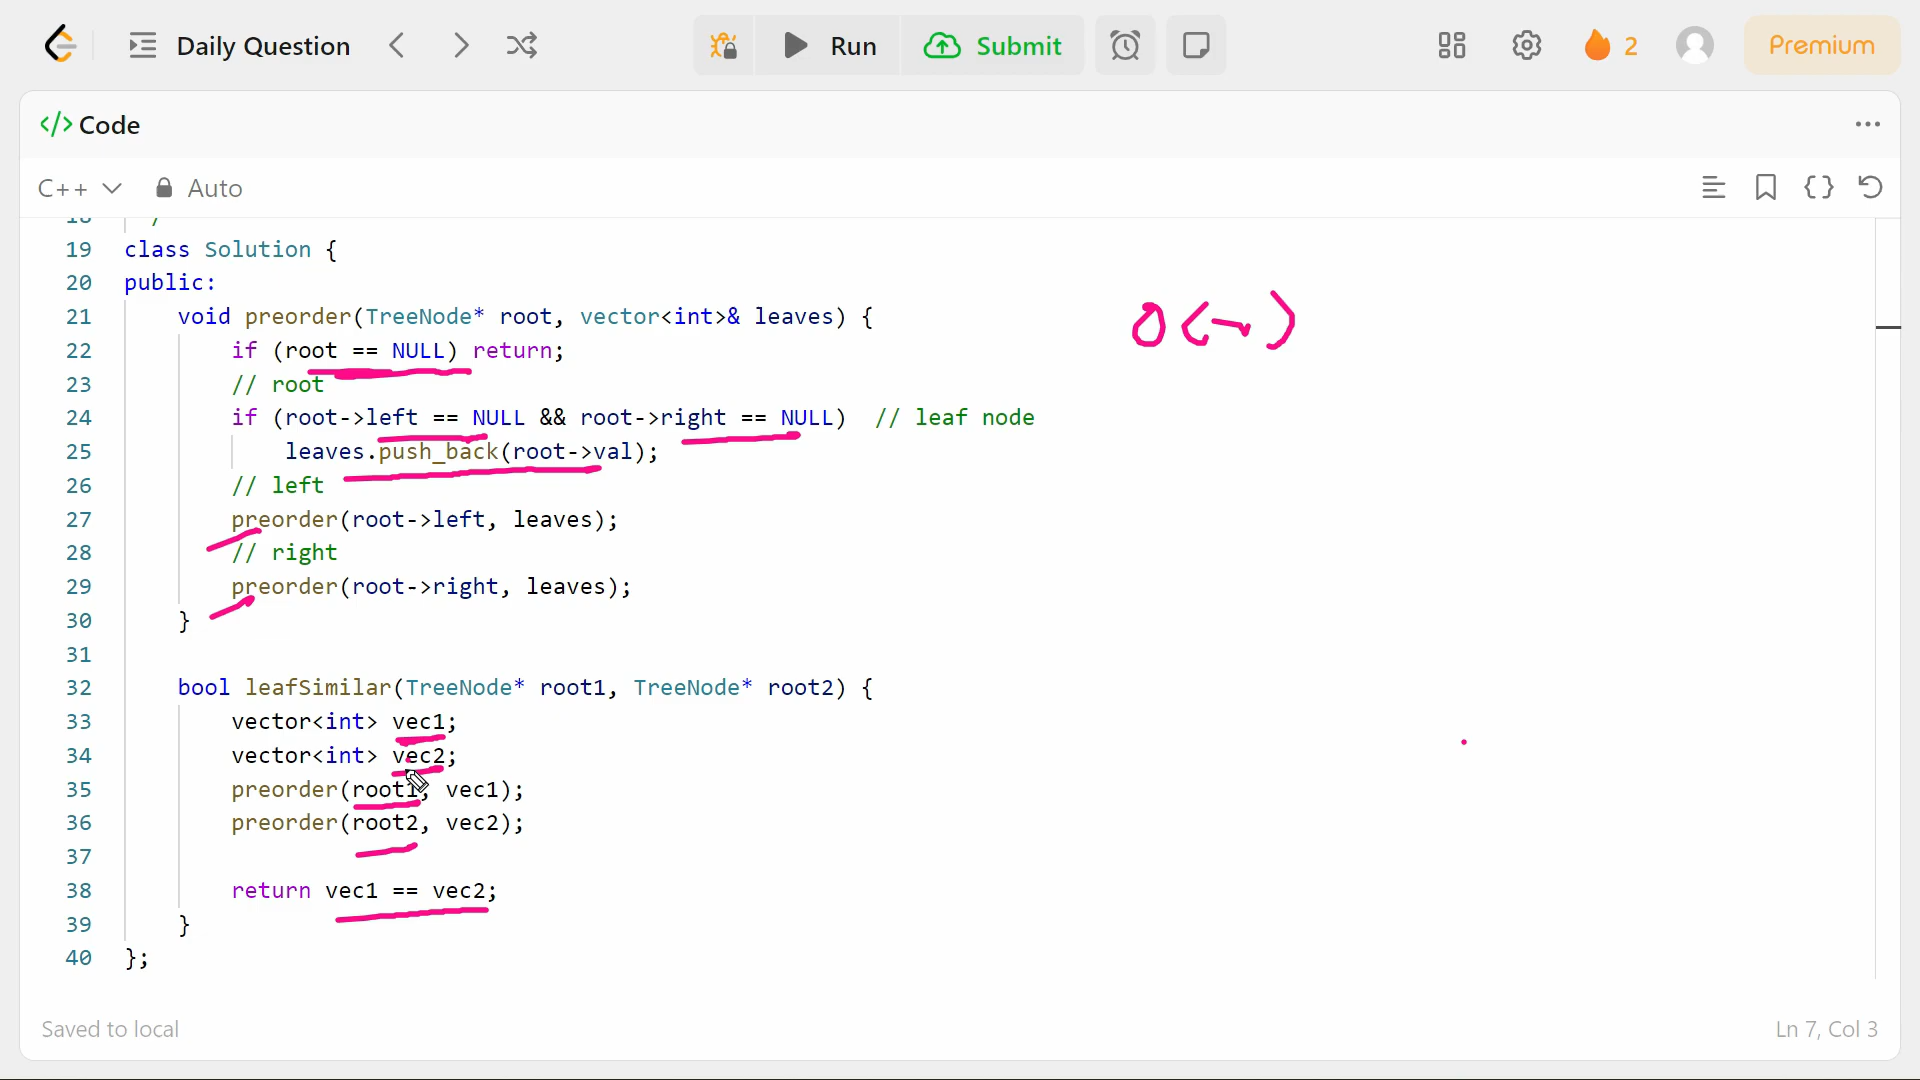 Daily Question
Run
Submit
2
Premium
</> Code
C++
Auto
19 class Solution {
20 public:
21 void preorder(TreeNode* root, vector<int>& leaves) {
22 if (root == NULL) return;
23 // root
24 if (root->left == NULL && root->right == NULL) // leaf node
25 leaves.push_back(root->val);
26 // left
27 preorder(root->left, leaves);
28 // right
29 preorder(root->right, leaves);
30 }
31
32 bool leafSimilar(TreeNode* root1, TreeNode* root2) {
33 vector<int> vec1;
34 vector<int> vec2;
35 preorder(root1, vec1);
36 preorder(root2, vec2);
37
38 return vec1 == vec2;
39 }
40 };
Saved to local
Ln 7, Col 3